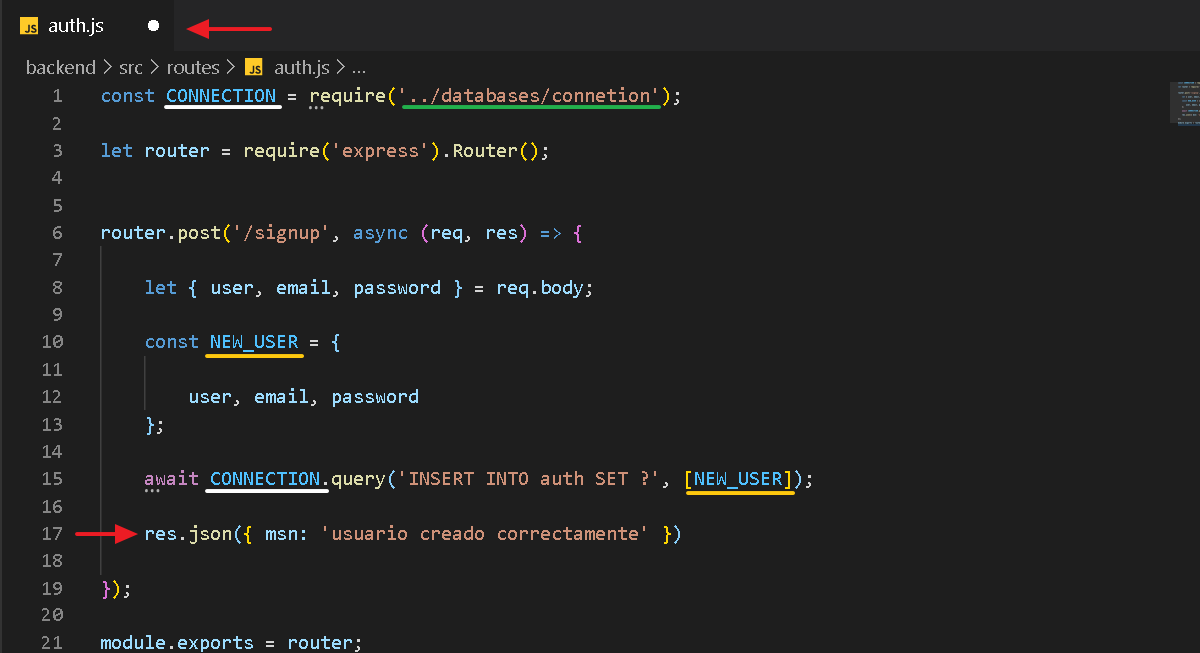 JS auth.js
backend > src > routes > JS auth.js > ...
1 const CONNECTION = require('../databases/connetion');
2
3 let router = require('express').Router();
4
5
6 router.post('/signup', async (req, res) => {
7
8 let { user, email, password } = req.body;
9
10 const NEW_USER = {
11
12 user, email, password
13 };
14
15 await CONNECTION.query('INSERT INTO auth SET ?', [NEW_USER]);
16
17 res.json({ msn: 'usuario creado correctamente' })
18
19 });
20
21 module.exports = router;